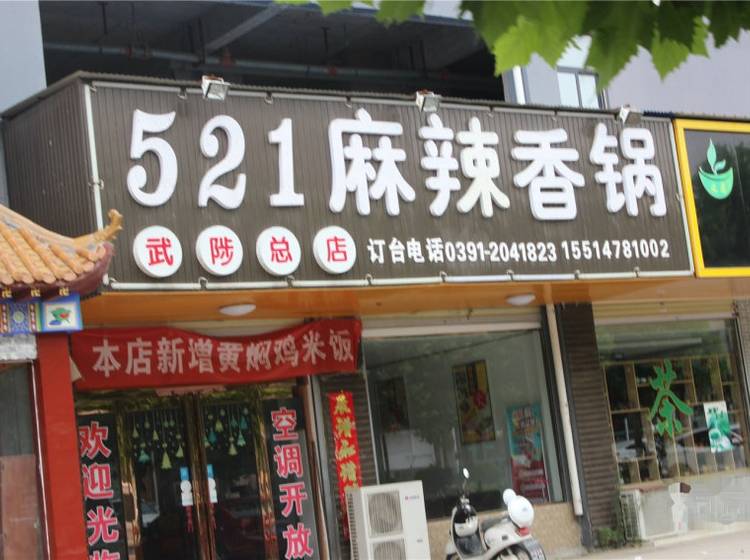 521麻辣香锅
武陟总店 订台电话0391-2041823 15514781002
本店新增黄焖鸡米饭
欢迎光临
空调开放
茶